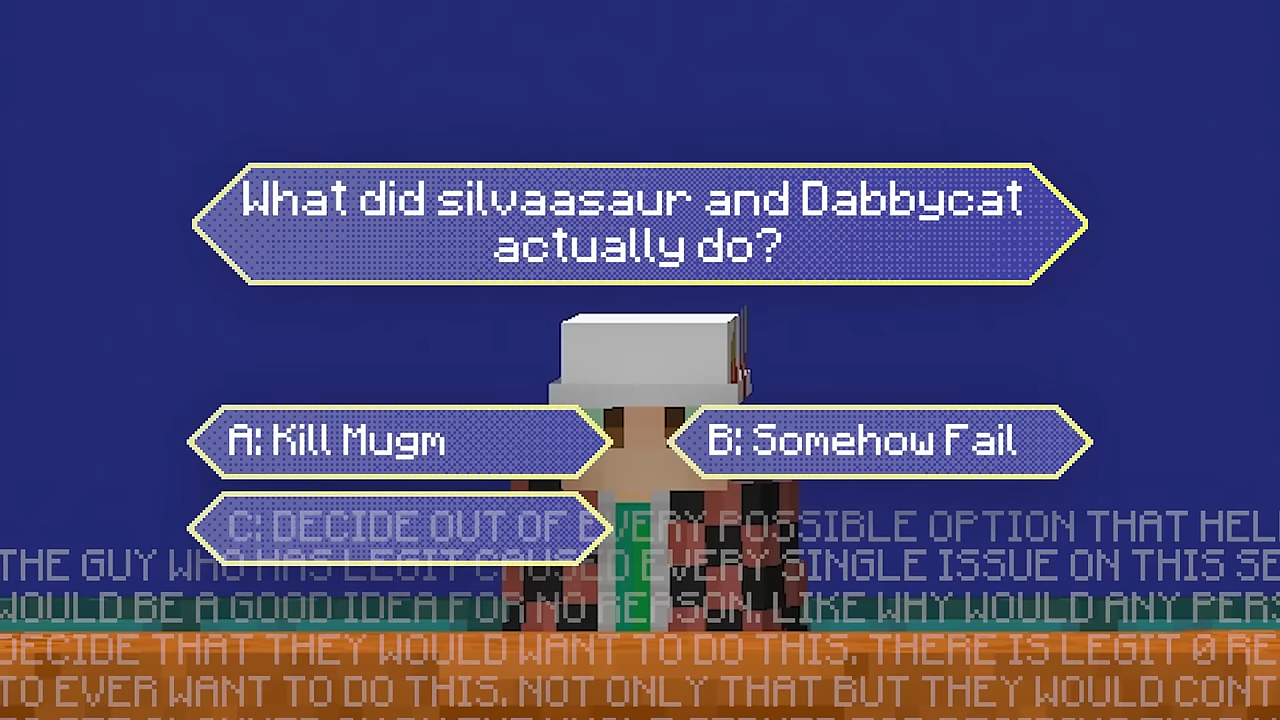 What did silvaasaur and Dabbycat
actually do?
A: Kill Mugm
B: Somehow Fail
C: DECIDE OUT OF EVERY POSSIBLE OPTION THAT HEL
THE GUY WHO HAS LEGIT CAUSED EVERY SINGLE ISSUE ON THIS SE
WOULD BE A GOOD IDEA FOR NO REASON. LIKE WHY WOULD ANY PERS
DECIDE THAT THEY WOULD WANT TO DO THIS. THERE IS LEGIT 0 RE
TO EVER WANT TO DO THIS. NOT ONLY THAT BUT THEY WOULD CONT